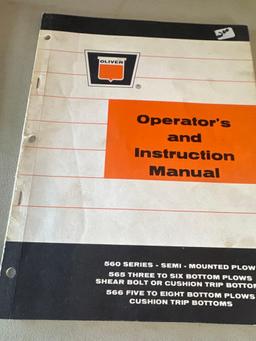 OLIVER
®
Operator's
and
Instruction
Manual
560 SERIES - SEMI - MOUNTED PLOW
565 THREE TO SIX BOTTOM PLOWS
SHEAR BOLT OR CUSHION TRIP BOTTOM
566 FIVE TO EIGHT BOTTOM PLOWS
CUSHION TRIP BOTTOMS